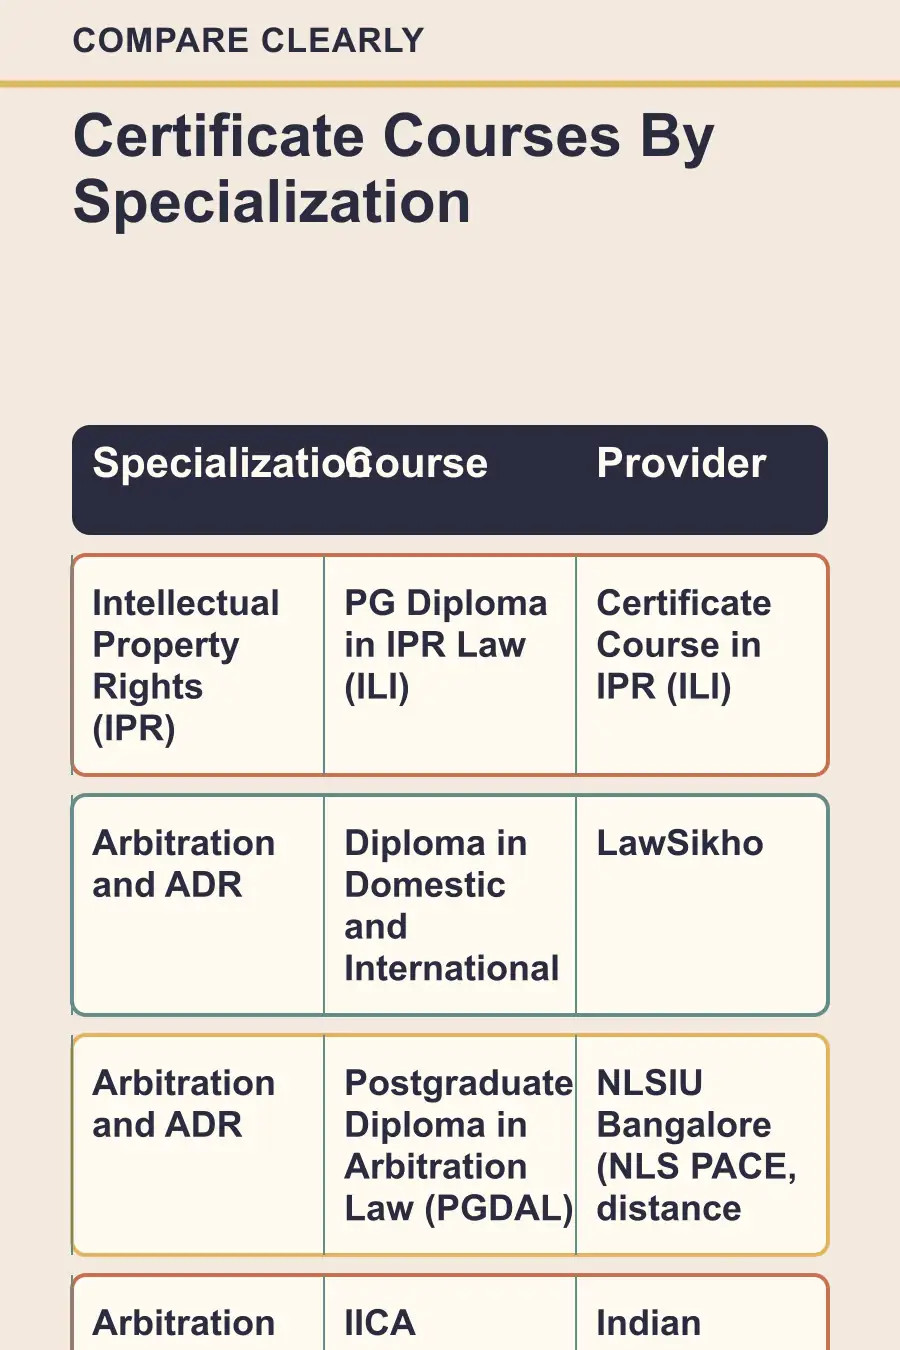 COMPARE CLEARLY
Certificate Courses By
Specialization
Specialization Course Provider
Intellectual
Property
Rights
(IPR)
PG Diploma
in IPR Law
(ILI)
Certificate
Course in
IPR (ILI)
Arbitration
and ADR
Diploma in
Domestic
and
International
LawSikho
Arbitration
and ADR
Postgraduate
Diploma in
Arbitration
Law (PGDAL)
NLSIU
Bangalore
(NLS PACE,
distance
Arbitration
IICA
Indian